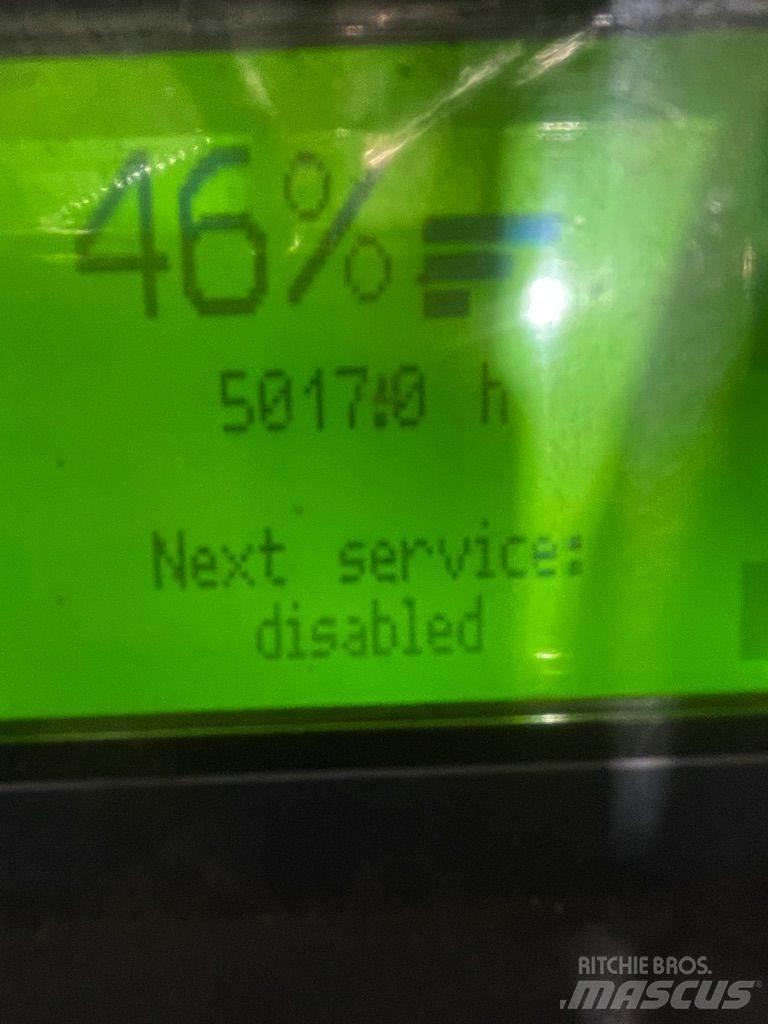 46%
5017.0 h
Next service:
disabled
RITCHIE BROS.
MASCUS